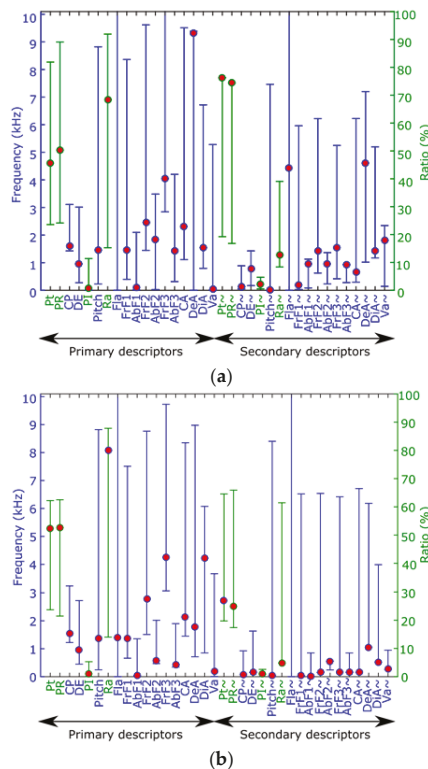 10 100
9 90
8 80
7 70
6 60
5 50
4 40
3 30
2 20
1 10
0 0
Frequency (kHz)
Ratio (%)
Pt PR CP DE PI Pitch Ra Fla FrF1 AbF1 FrF2 AbF2 FrF3 AbF3 CA DeA DiA Va Pt~ PR~ CP~ DE~ PI~ Pitch~ Ra~ Fla~ FrF1~ AbF1~ FrF2~ AbF2~ FrF3~ AbF3~ CA~ DeA~ DiA~ Va~
Primary descriptors Secondary descriptors
(a)
10 100
9 90
8 80
7 70
6 60
5 50
4 40
3 30
2 20
1 10
0 0
Frequency (kHz)
Ratio (%)
Pt PR CP DE PI Pitch Ra Fla FrF1 AbF1 FrF2 AbF2 FrF3 AbF3 CA DeA DiA Va Pt~ PR~ CP~ DE~ PI~ Pitch~ Ra~ Fla~ FrF1~ AbF1~ FrF2~ AbF2~ FrF3~ AbF3~ CA~ DeA~ DiA~ Va~
Primary descriptors Secondary descriptors
(b)